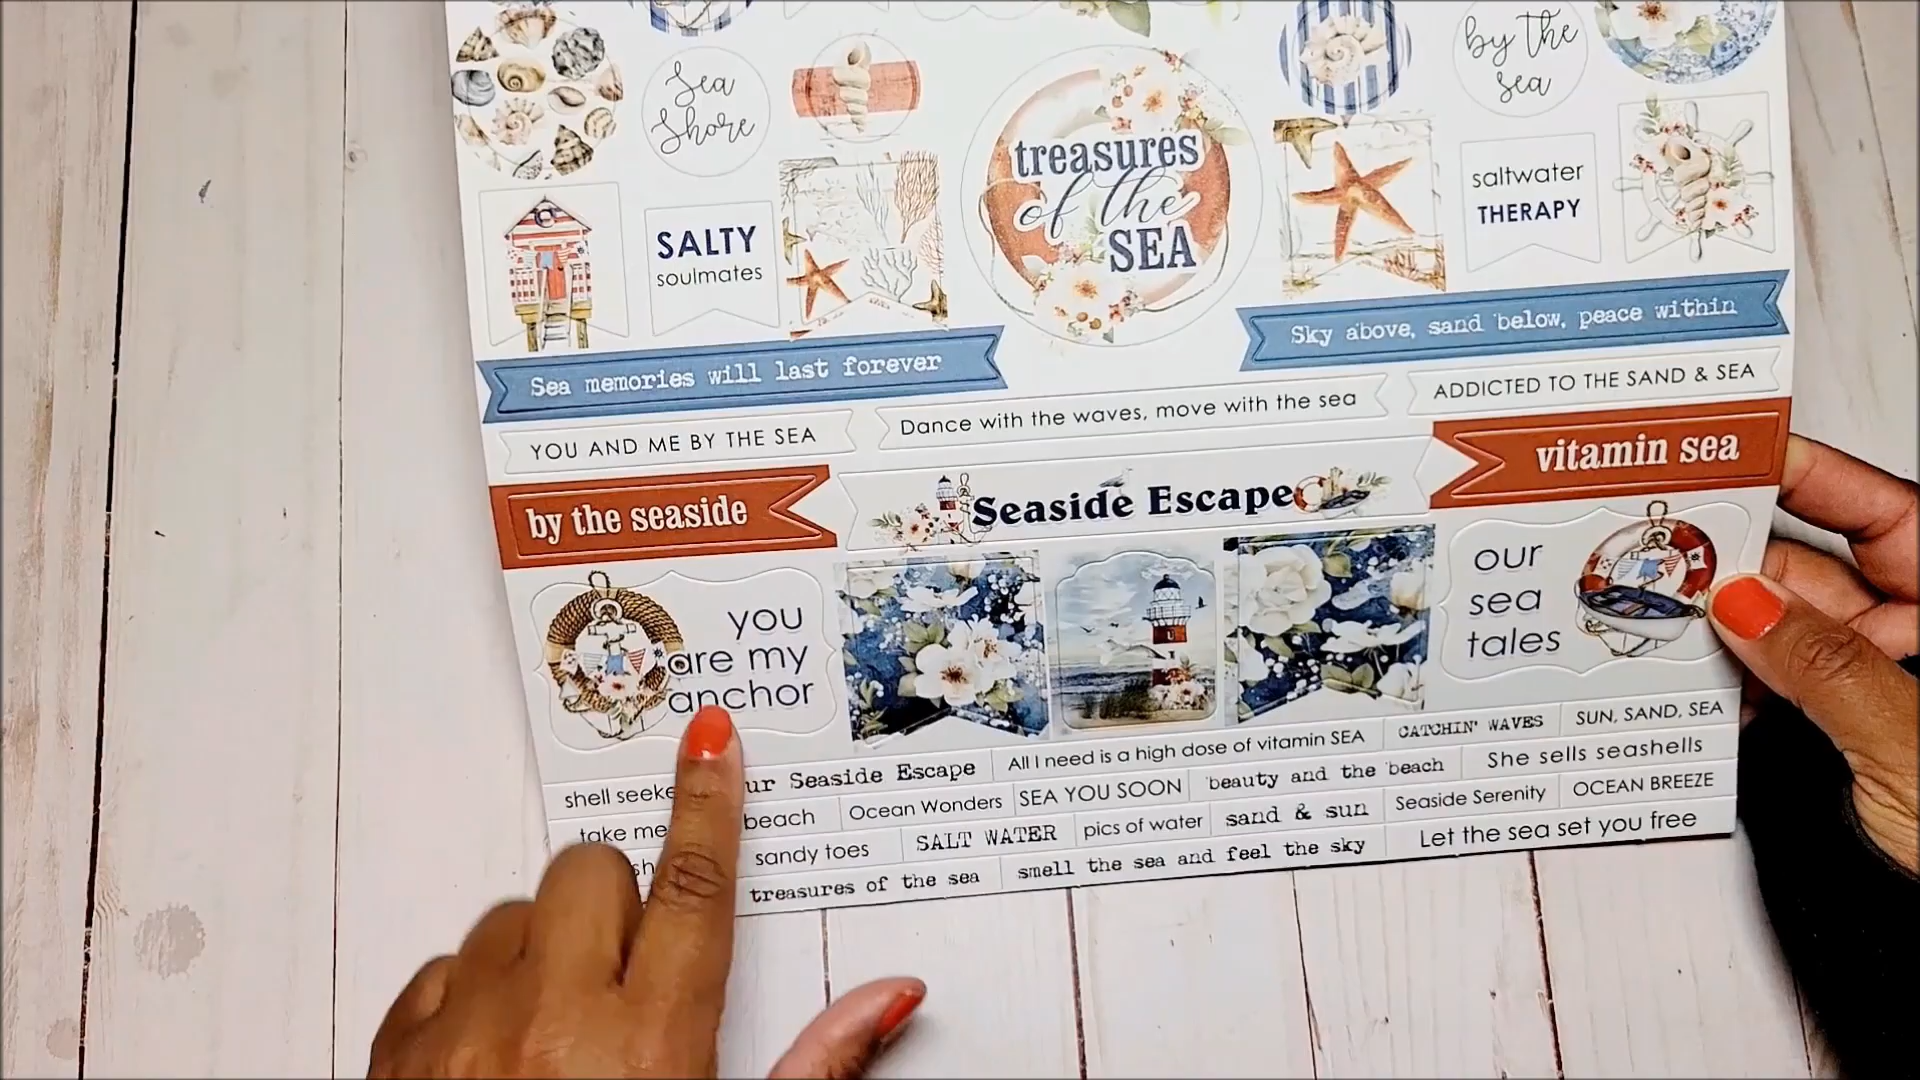 Sea
Shore
by the
sea
treasures
of the
SEA
SALTY
soulmates
saltwater
THERAPY
Sea memories will last forever
Sky above, sand below, peace within
YOU AND ME BY THE SEA
Dance with the waves, move with the sea
ADDICTED TO THE SAND & SEA
by the seaside
Seaside Escape
vitamin sea
you
are my
anchor
our
sea
tales
shell
Seaside Escape
All I need is a high dose of vitamin SEA
CATCHIN' WAVES
SUN, SAND, SEA
take me
beach
Ocean Wonders
SEA YOU SOON
beauty and the beach
She sells seashells
sandy toes
SALT WATER
pics of water
sand & sun
Seaside Serenity
OCEAN BREEZE
treasures of the sea
smell the sea and feel the sky
Let the sea set you free